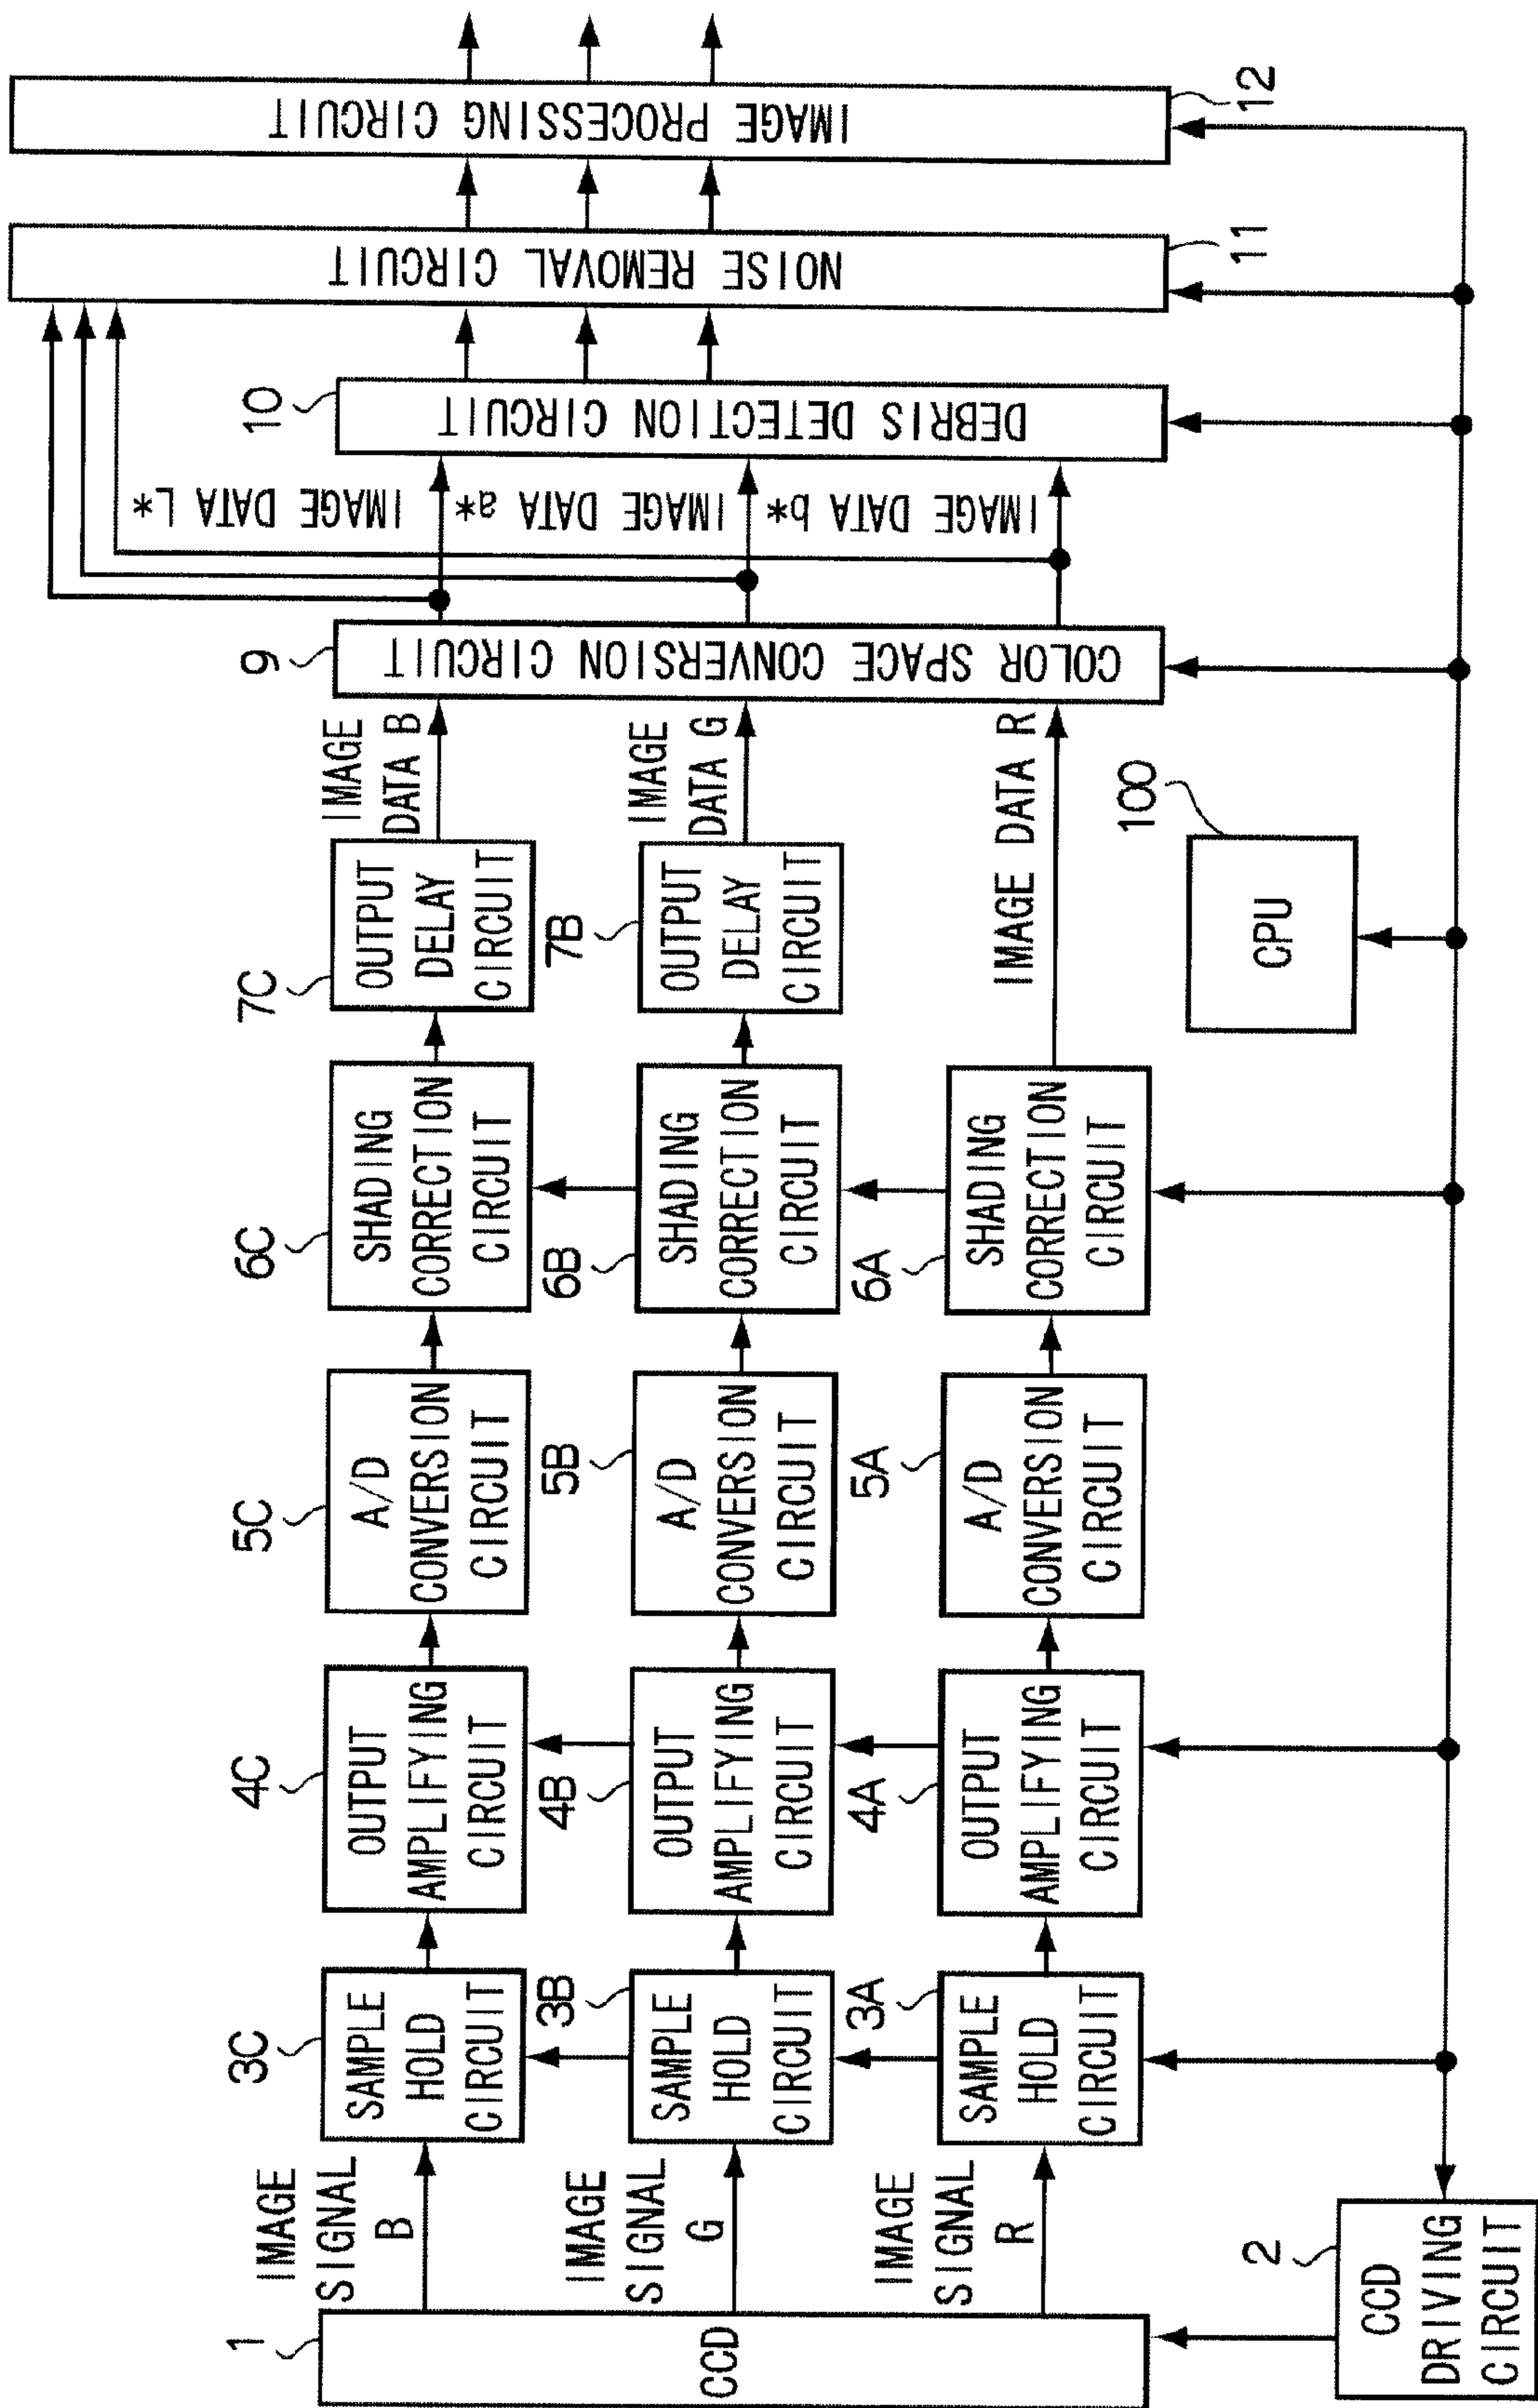 1
CCD
2
CCD
DRIVING
CIRCUIT
IMAGE
SIGNAL
B
IMAGE
SIGNAL
G
IMAGE
SIGNAL
R
3C
SAMPLE
HOLD
CIRCUIT
3B
SAMPLE
HOLD
CIRCUIT
3A
SAMPLE
HOLD
CIRCUIT
4C
OUTPUT
AMPLIFYING
CIRCUIT
4B
OUTPUT
AMPLIFYING
CIRCUIT
4A
OUTPUT
AMPLIFYING
CIRCUIT
5C
A/D
CONVERSION
CIRCUIT
5B
A/D
CONVERSION
CIRCUIT
5A
A/D
CONVERSION
CIRCUIT
6C
SHADING
CORRECTION
CIRCUIT
6B
SHADING
CORRECTION
CIRCUIT
6A
SHADING
CORRECTION
CIRCUIT
7C
OUTPUT
DELAY
CIRCUIT
7B
OUTPUT
DELAY
CIRCUIT
IMAGE
DATA B
IMAGE
DATA G
IMAGE DATA R
100
CPU
9
COLOR SPACE CONVERSION CIRCUIT
IMAGE DATA L*
IMAGE DATA a*
IMAGE DATA b*
10
DEBRIS DETECTION CIRCUIT
NOISE REMOVAL CIRCUIT
11
IMAGE PROCESSING CIRCUIT
12